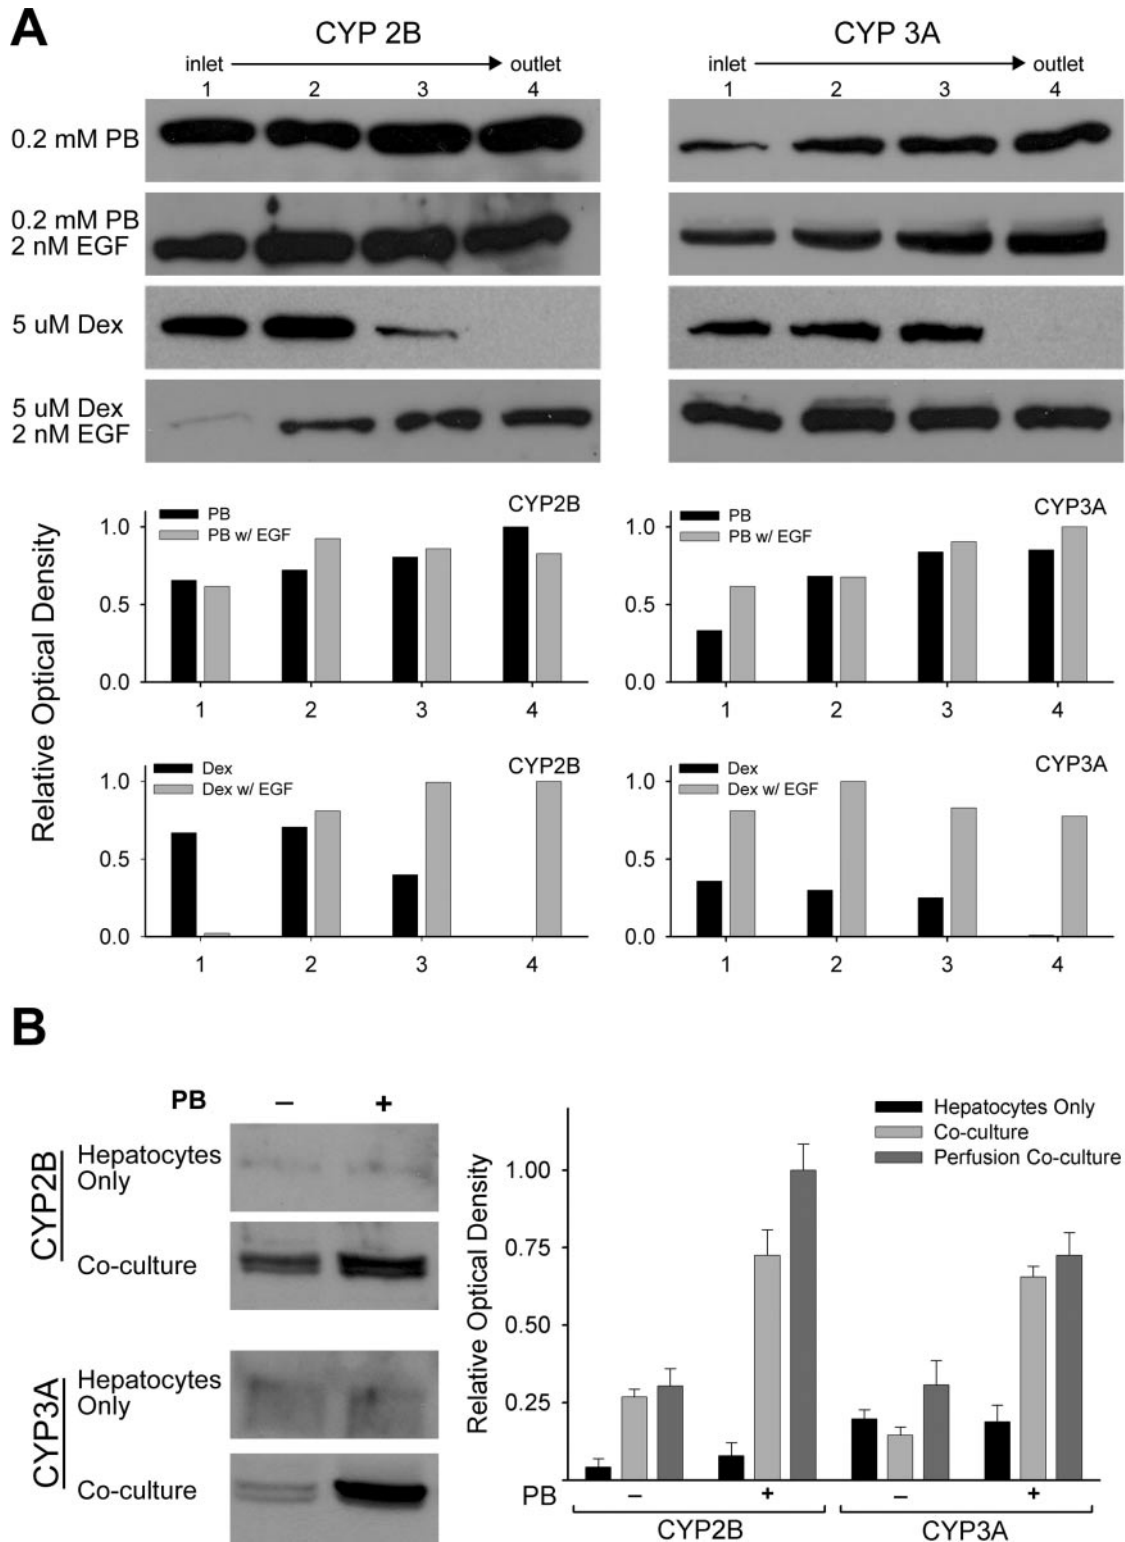 A
CYP 2B
CYP 3A
inlet outlet
inlet outlet
1 2 3 4
1 2 3 4
0.2 mM PB
0.2 mM PB
2 nM EGF
5 uM Dex
5 uM Dex
2 nM EGF
Relative Optical Density
CYP2B
PB
PB w/ EGF
1.0
0.5
0.0
1 2 3 4
CYP3A
PB
PB w/ EGF
1.0
0.5
0.0
1 2 3 4
CYP2B
Dex
Dex w/ EGF
1.0
0.5
0.0
1 2 3 4
CYP3A
Dex
Dex w/ EGF
1.0
0.5
0.0
1 2 3 4
B
PB – +
CYP2B
Hepatocytes
Only
Co-culture
CYP3A
Hepatocytes
Only
Co-culture
Relative Optical Density
Hepatocytes Only
Co-culture
Perfusion Co-culture
1.00
0.75
0.50
0.25
PB – + – +
CYP2B CYP3A